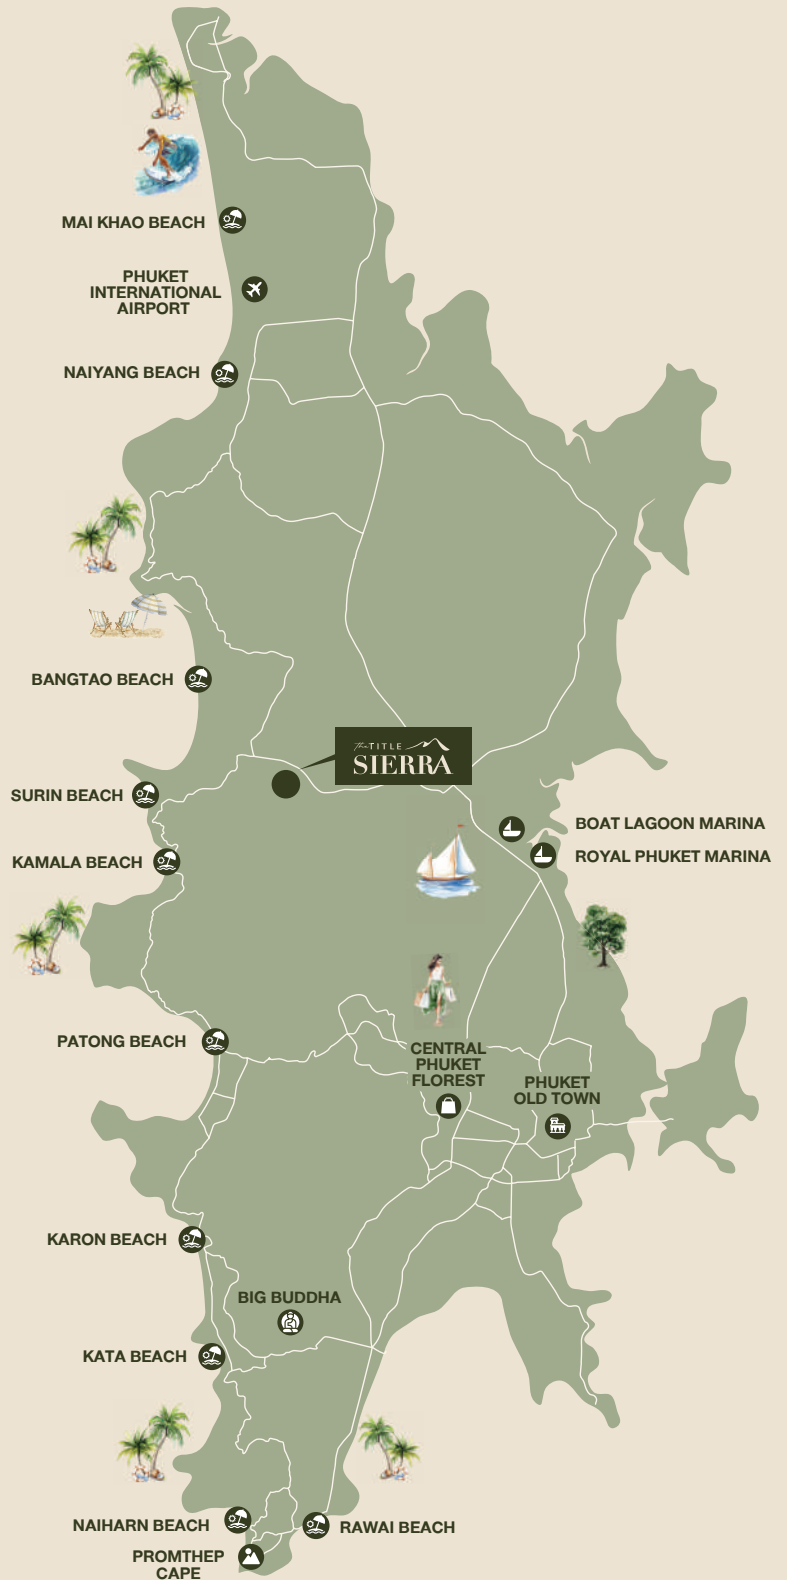 MAI KHAO BEACH
PHUKET
INTERNATIONAL
AIRPORT
NAIYANG BEACH
BANGTAO BEACH
The TITLE
SIERRA
SURIN BEACH
BOAT LAGOON MARINA
ROYAL PHUKET MARINA
KAMALA BEACH
PATONG BEACH
CENTRAL
PHUKET
FLOREST
PHUKET
OLD TOWN
KARON BEACH
BIG BUDDHA
KATA BEACH
NAIHARN BEACH
RAWAI BEACH
PROMTHEP
CAPE